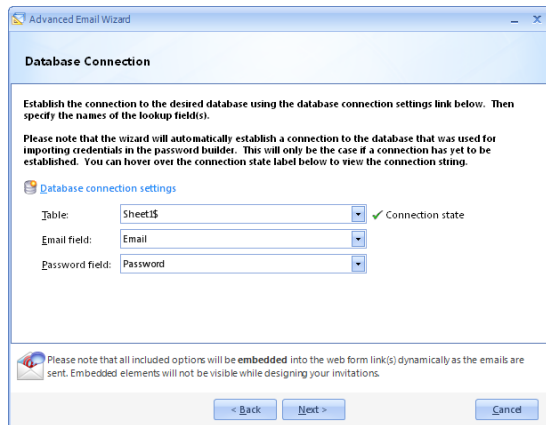 Advanced Email Wizard
Database Connection
Establish the connection to the desired database using the database connection settings link below.  Then
specify the names of the lookup field(s).
Please note that the wizard will automatically establish a connection to the database that was used for
importing credentials in the password builder.  This will only be the case if a connection has yet to be
established.  You can hover over the connection state label below to view the connection string.
Database connection settings
Table: Sheet1$ Connection state
Email field: Email
Password field: Password
Please note that all included options will be embedded into the web form link(s) dynamically as the emails are
sent. Embedded elements will not be visible while designing your invitations.
< Back Next > Cancel